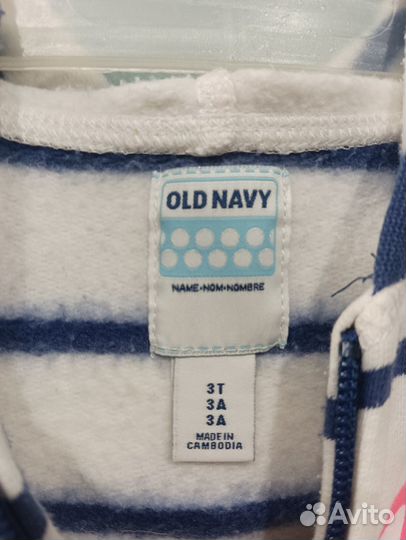 OLD NAVY
NAME•NOM•NOMBRE
3T
3A
3A
MADE IN
CAMBODIA
Avito